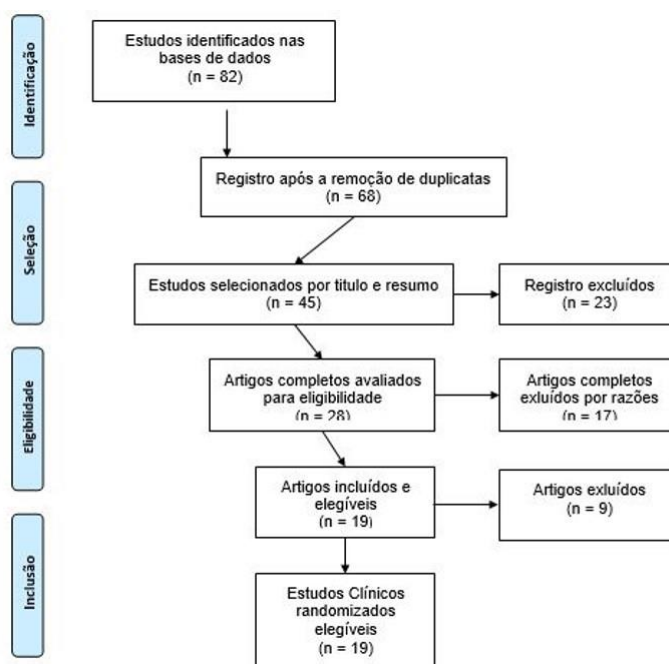 Identificação
Estudos identificados nas
bases de dados
(n = 82)
Registro após a remoção de duplicatas
(n = 68)
Seleção
Estudos selecionados por titulo e resumo
(n = 45)
Registro excluídos
(n = 23)
Eligibilidade
Artigos completos avaliados
para eligibilidade
(n = 28)
Artigos completos
exluídos por razões
(n = 17)
Artigos incluídos e
elegíveis
(n = 19)
Artigos exluídos
(n = 9)
Inclusão
Estudos Clínicos
randomizados
elegíveis
(n = 19)